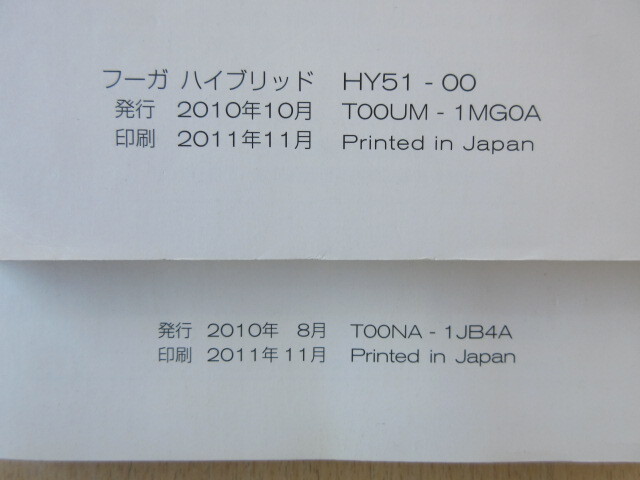 フーガ ハイブリッド HY51 - 00
発行 2010年10月 T00UM - 1MG0A
印刷 2011年11月 Printed in Japan
発行 2010年 8月 T00NA - 1JB4A
印刷 2011年11月 Printed in Japan